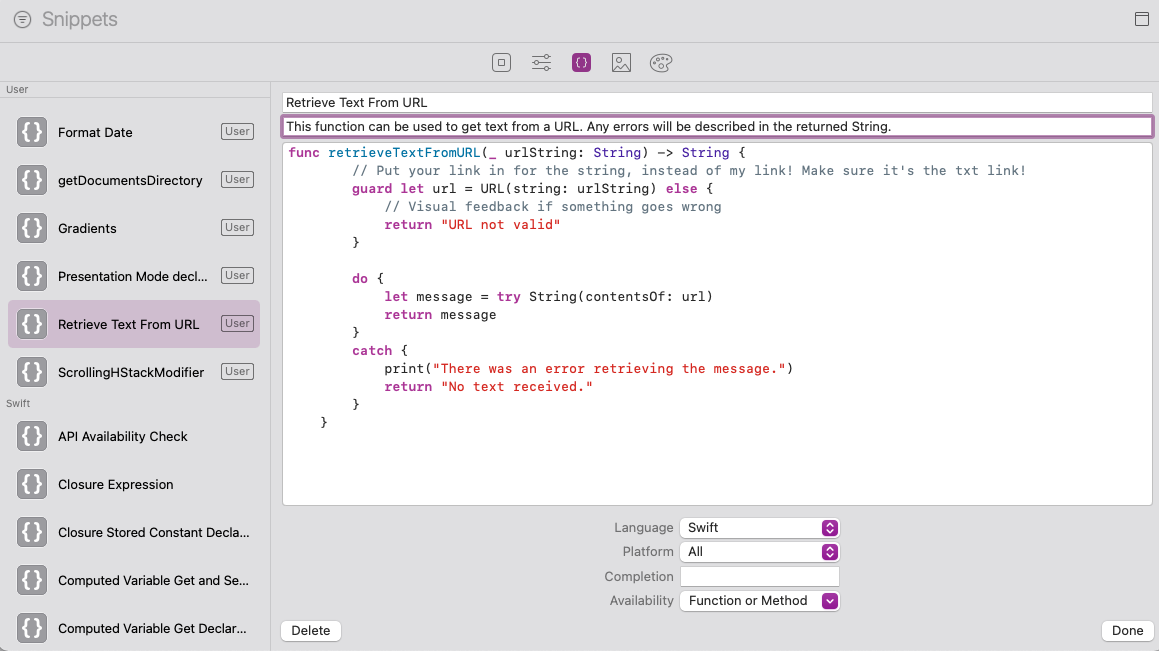 Snippets
User
Format Date User
getDocumentsDirectory User
Gradients User
Presentation Mode decl... User
Retrieve Text From URL User
ScrollingHStackModifier User
Swift
API Availability Check
Closure Expression
Closure Stored Constant Decla...
Computed Variable Get and Se...
Computed Variable Get Declar...
Retrieve Text From URL
This function can be used to get text from a URL. Any errors will be described in the returned String.
func retrieveTextFromURL(_ urlString: String) -> String {
        // Put your link in for the string, instead of my link! Make sure it's the txt link!
        guard let url = URL(string: urlString) else {
            // Visual feedback if something goes wrong
            return "URL not valid"
        }
        do {
            let message = try String(contentsOf: url)
            return message
        }
        catch {
            print("There was an error retrieving the message.")
            return "No text received."
        }
    }
Language Swift
Platform All
Completion
Availability Function or Method
Delete Done